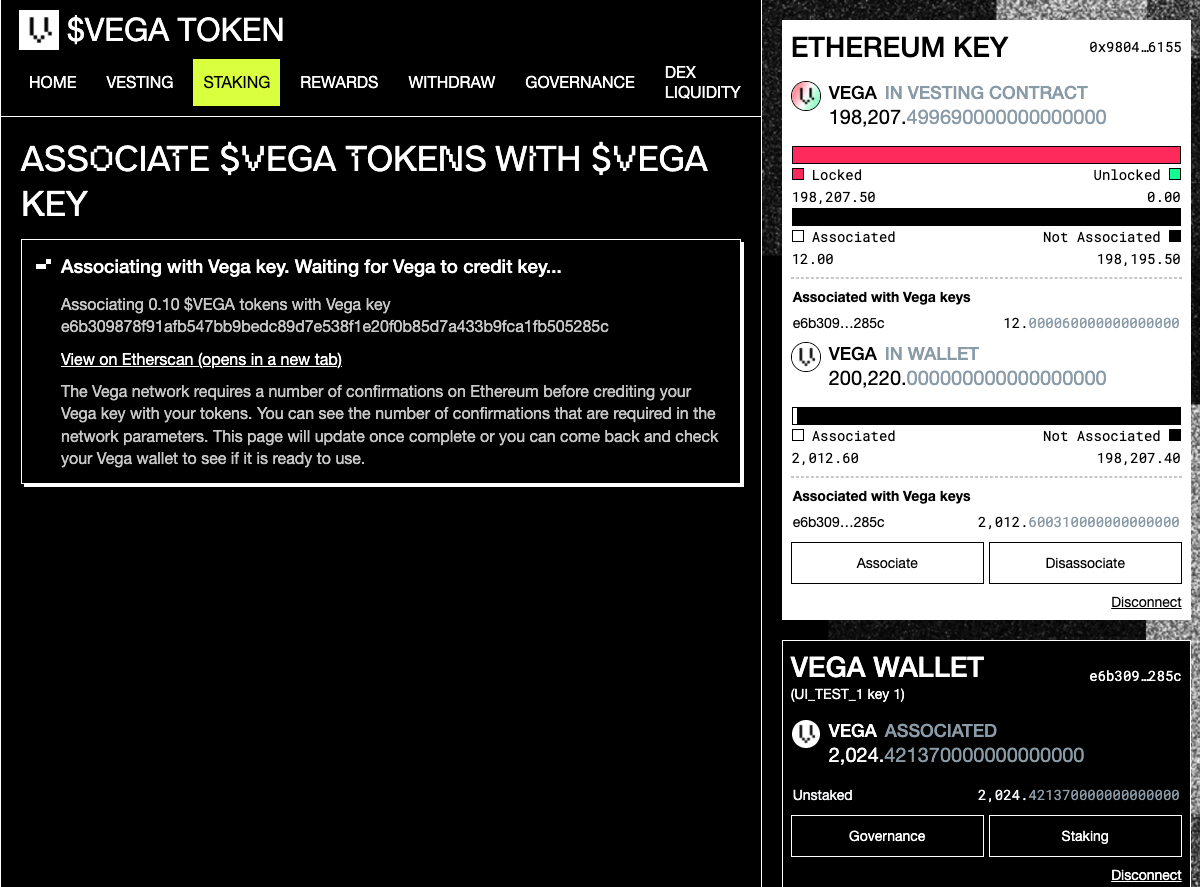 $VEGA TOKEN
HOME
VESTING
STAKING
REWARDS
WITHDRAW
GOVERNANCE
DEX
LIQUIDITY
ASSOCIATE $VEGA TOKENS WITH $VEGA
KEY
Associating with Vega key. Waiting for Vega to credit key...
Associating 0.10 $VEGA tokens with Vega key
e6b309878f91afb547bb9bedc89d7e538f1e20f0b85d7a433b9fca1fb505285c
View on Etherscan (opens in a new tab)
The Vega network requires a number of confirmations on Ethereum before crediting your
Vega key with your tokens. You can see the number of confirmations that are required in the
network parameters. This page will update once complete or you can come back and check
your Vega wallet to see if it is ready to use.
ETHEREUM KEY
0x9804…6155
VEGA IN VESTING CONTRACT
198,207.499690000000000000
Locked
Unlocked
198,207.50
0.00
Associated
Not Associated
12.00
198,195.50
Associated with Vega keys
e6b309…285c
12.000060000000000000
VEGA IN WALLET
200,220.000000000000000000
Associated
Not Associated
2,012.60
198,207.40
Associated with Vega keys
e6b309…285c
2,012.600310000000000000
Associate
Disassociate
Disconnect
VEGA WALLET
e6b309…285c
(UI_TEST_1 key 1)
VEGA ASSOCIATED
2,024.421370000000000000
Unstaked
2,024.421370000000000000
Governance
Staking
Disconnect